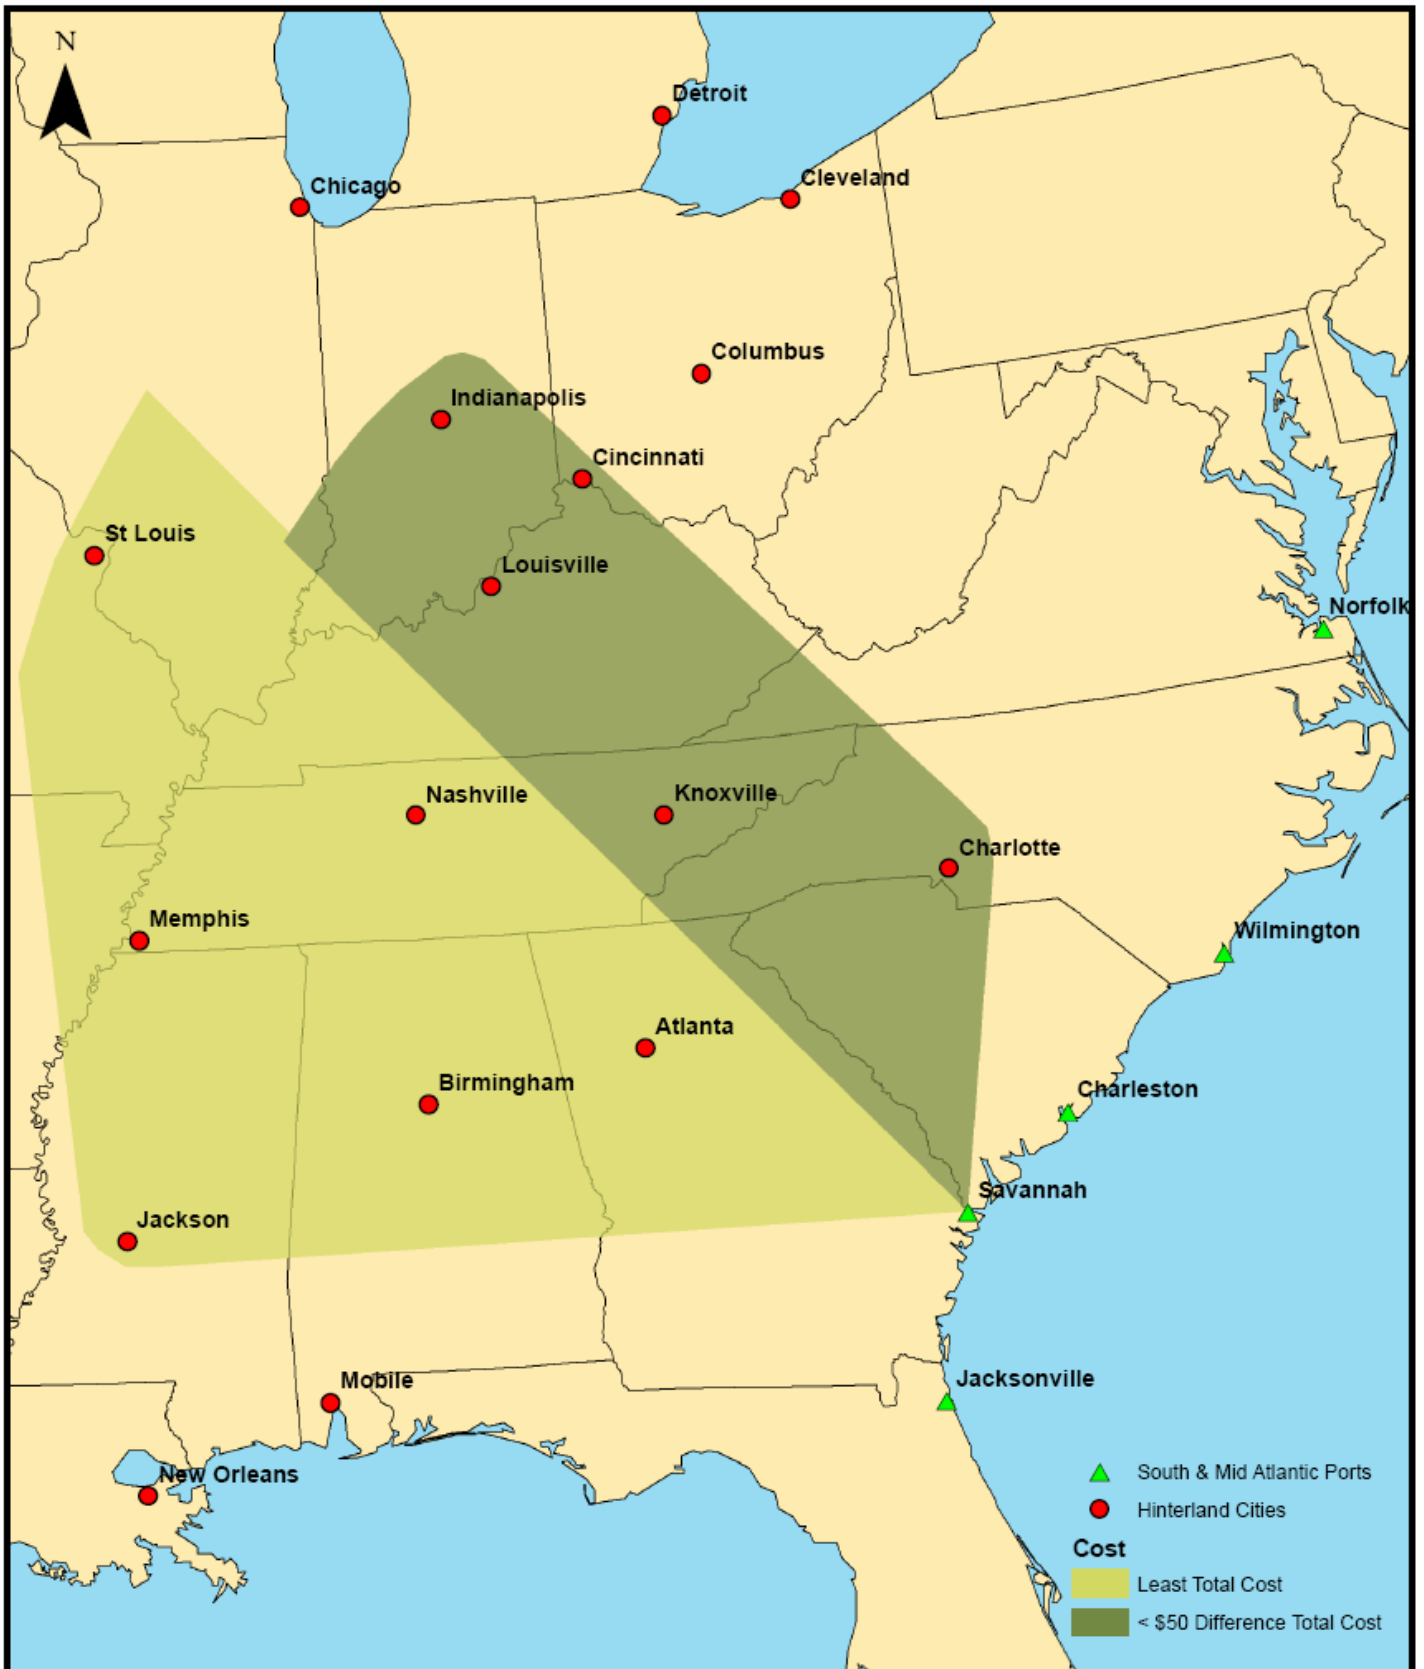 N
Detroit
Cleveland
Chicago
Columbus
Indianapolis
Cincinnati
St Louis
Louisville
Norfolk
Nashville
Knoxville
Charlotte
Memphis
Wilmington
Atlanta
Birmingham
Charleston
Savannah
Jackson
Mobile
Jacksonville
New Orleans
South & Mid Atlantic Ports
Hinterland Cities
Cost
Least Total Cost
< $50 Difference Total Cost